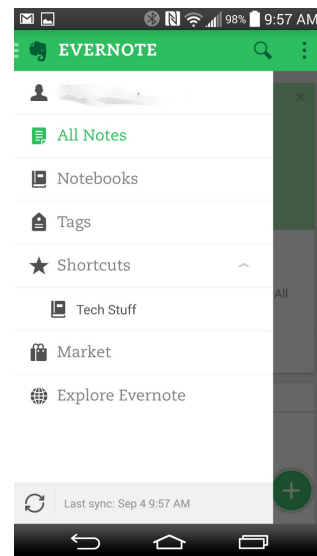 98% 9:57 AM
EVERNOTE
All Notes
Notebooks
Tags
Shortcuts
All
Tech Stuff
Market
Explore Evernote
Last sync: Sep 4 9:57 AM